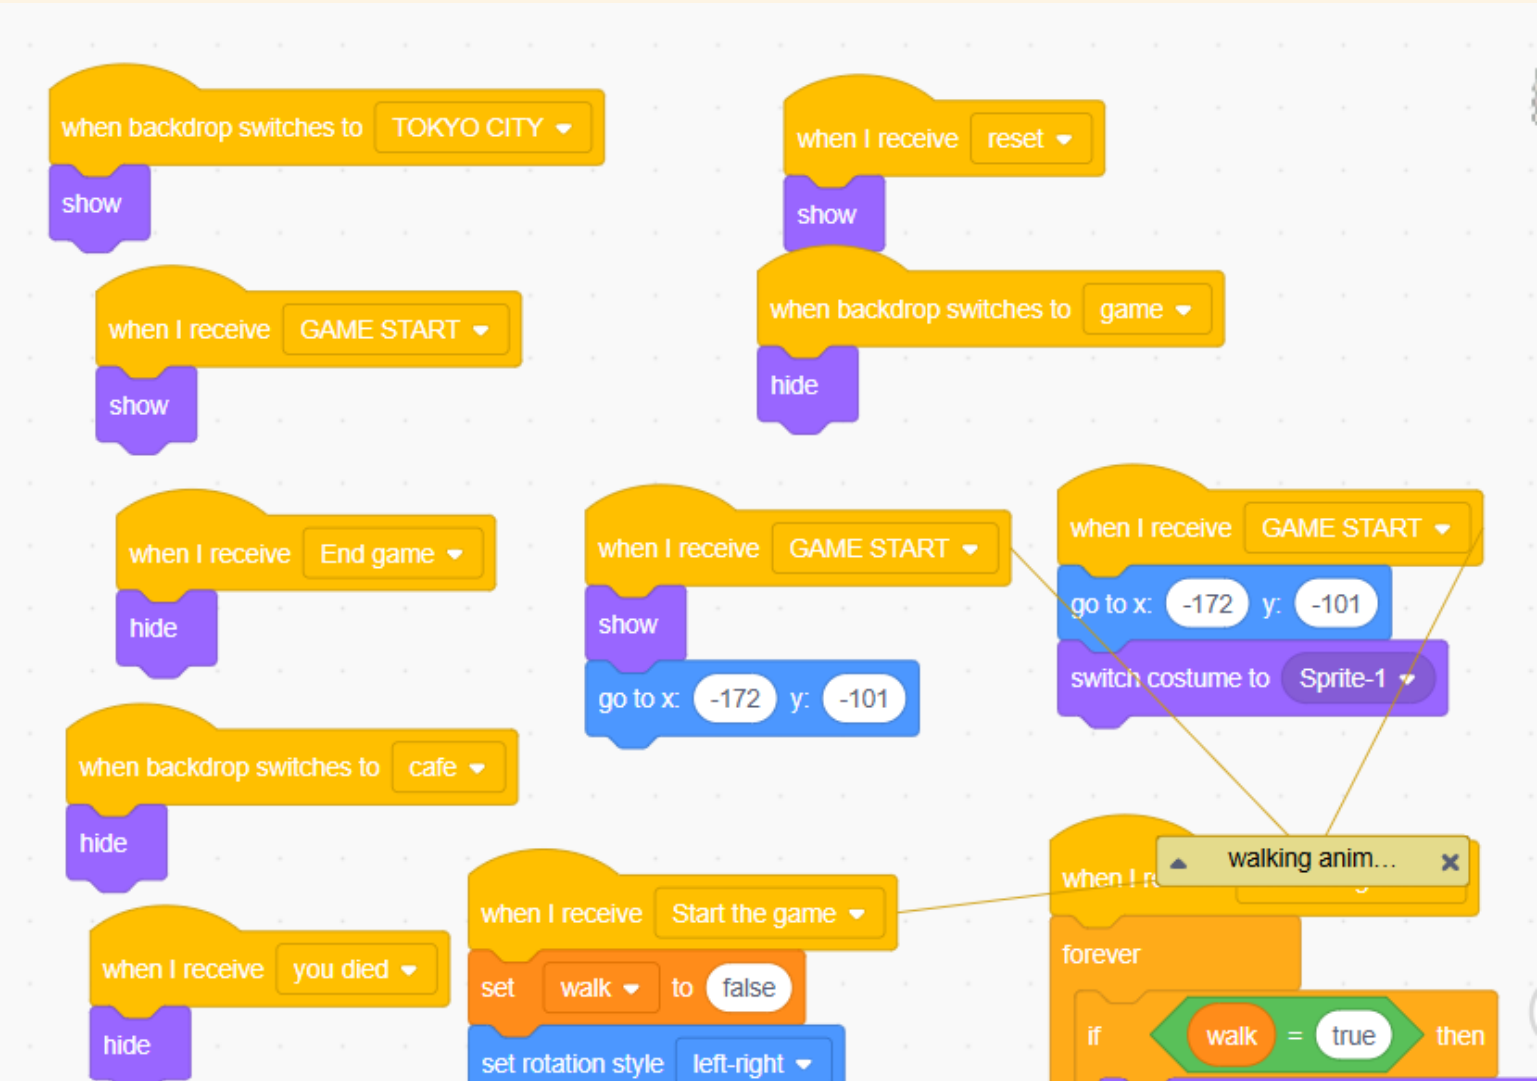 when backdrop switches to TOKYO CITY
show
when I receive reset
show
when I receive GAME START
show
when backdrop switches to game
hide
when I receive End game
hide
when I receive GAME START
show
go to x: -172 y: -101
when I receive GAME START
go to x: -172 y: -101
switch costume to Sprite-1
when backdrop switches to cafe
hide
when I receive you died
hide
when I receive Start the game
set walk to false
set rotation style left-right
walking anim...
when I
forever
if walk = true then